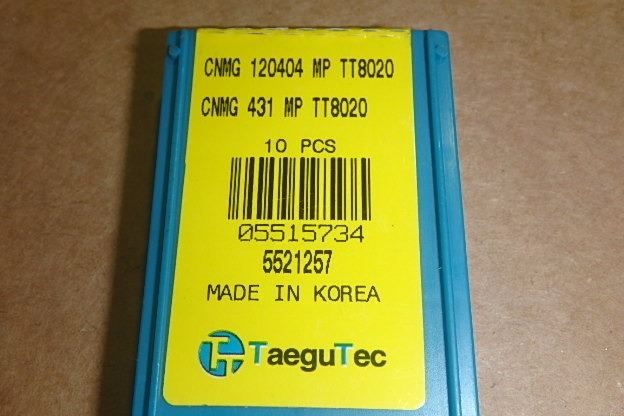 CNMG 120404 MP TT8020
CNMG 431 MP TT8020
10 PCS
05515734
5521257
MADE IN KOREA
TaeguTec